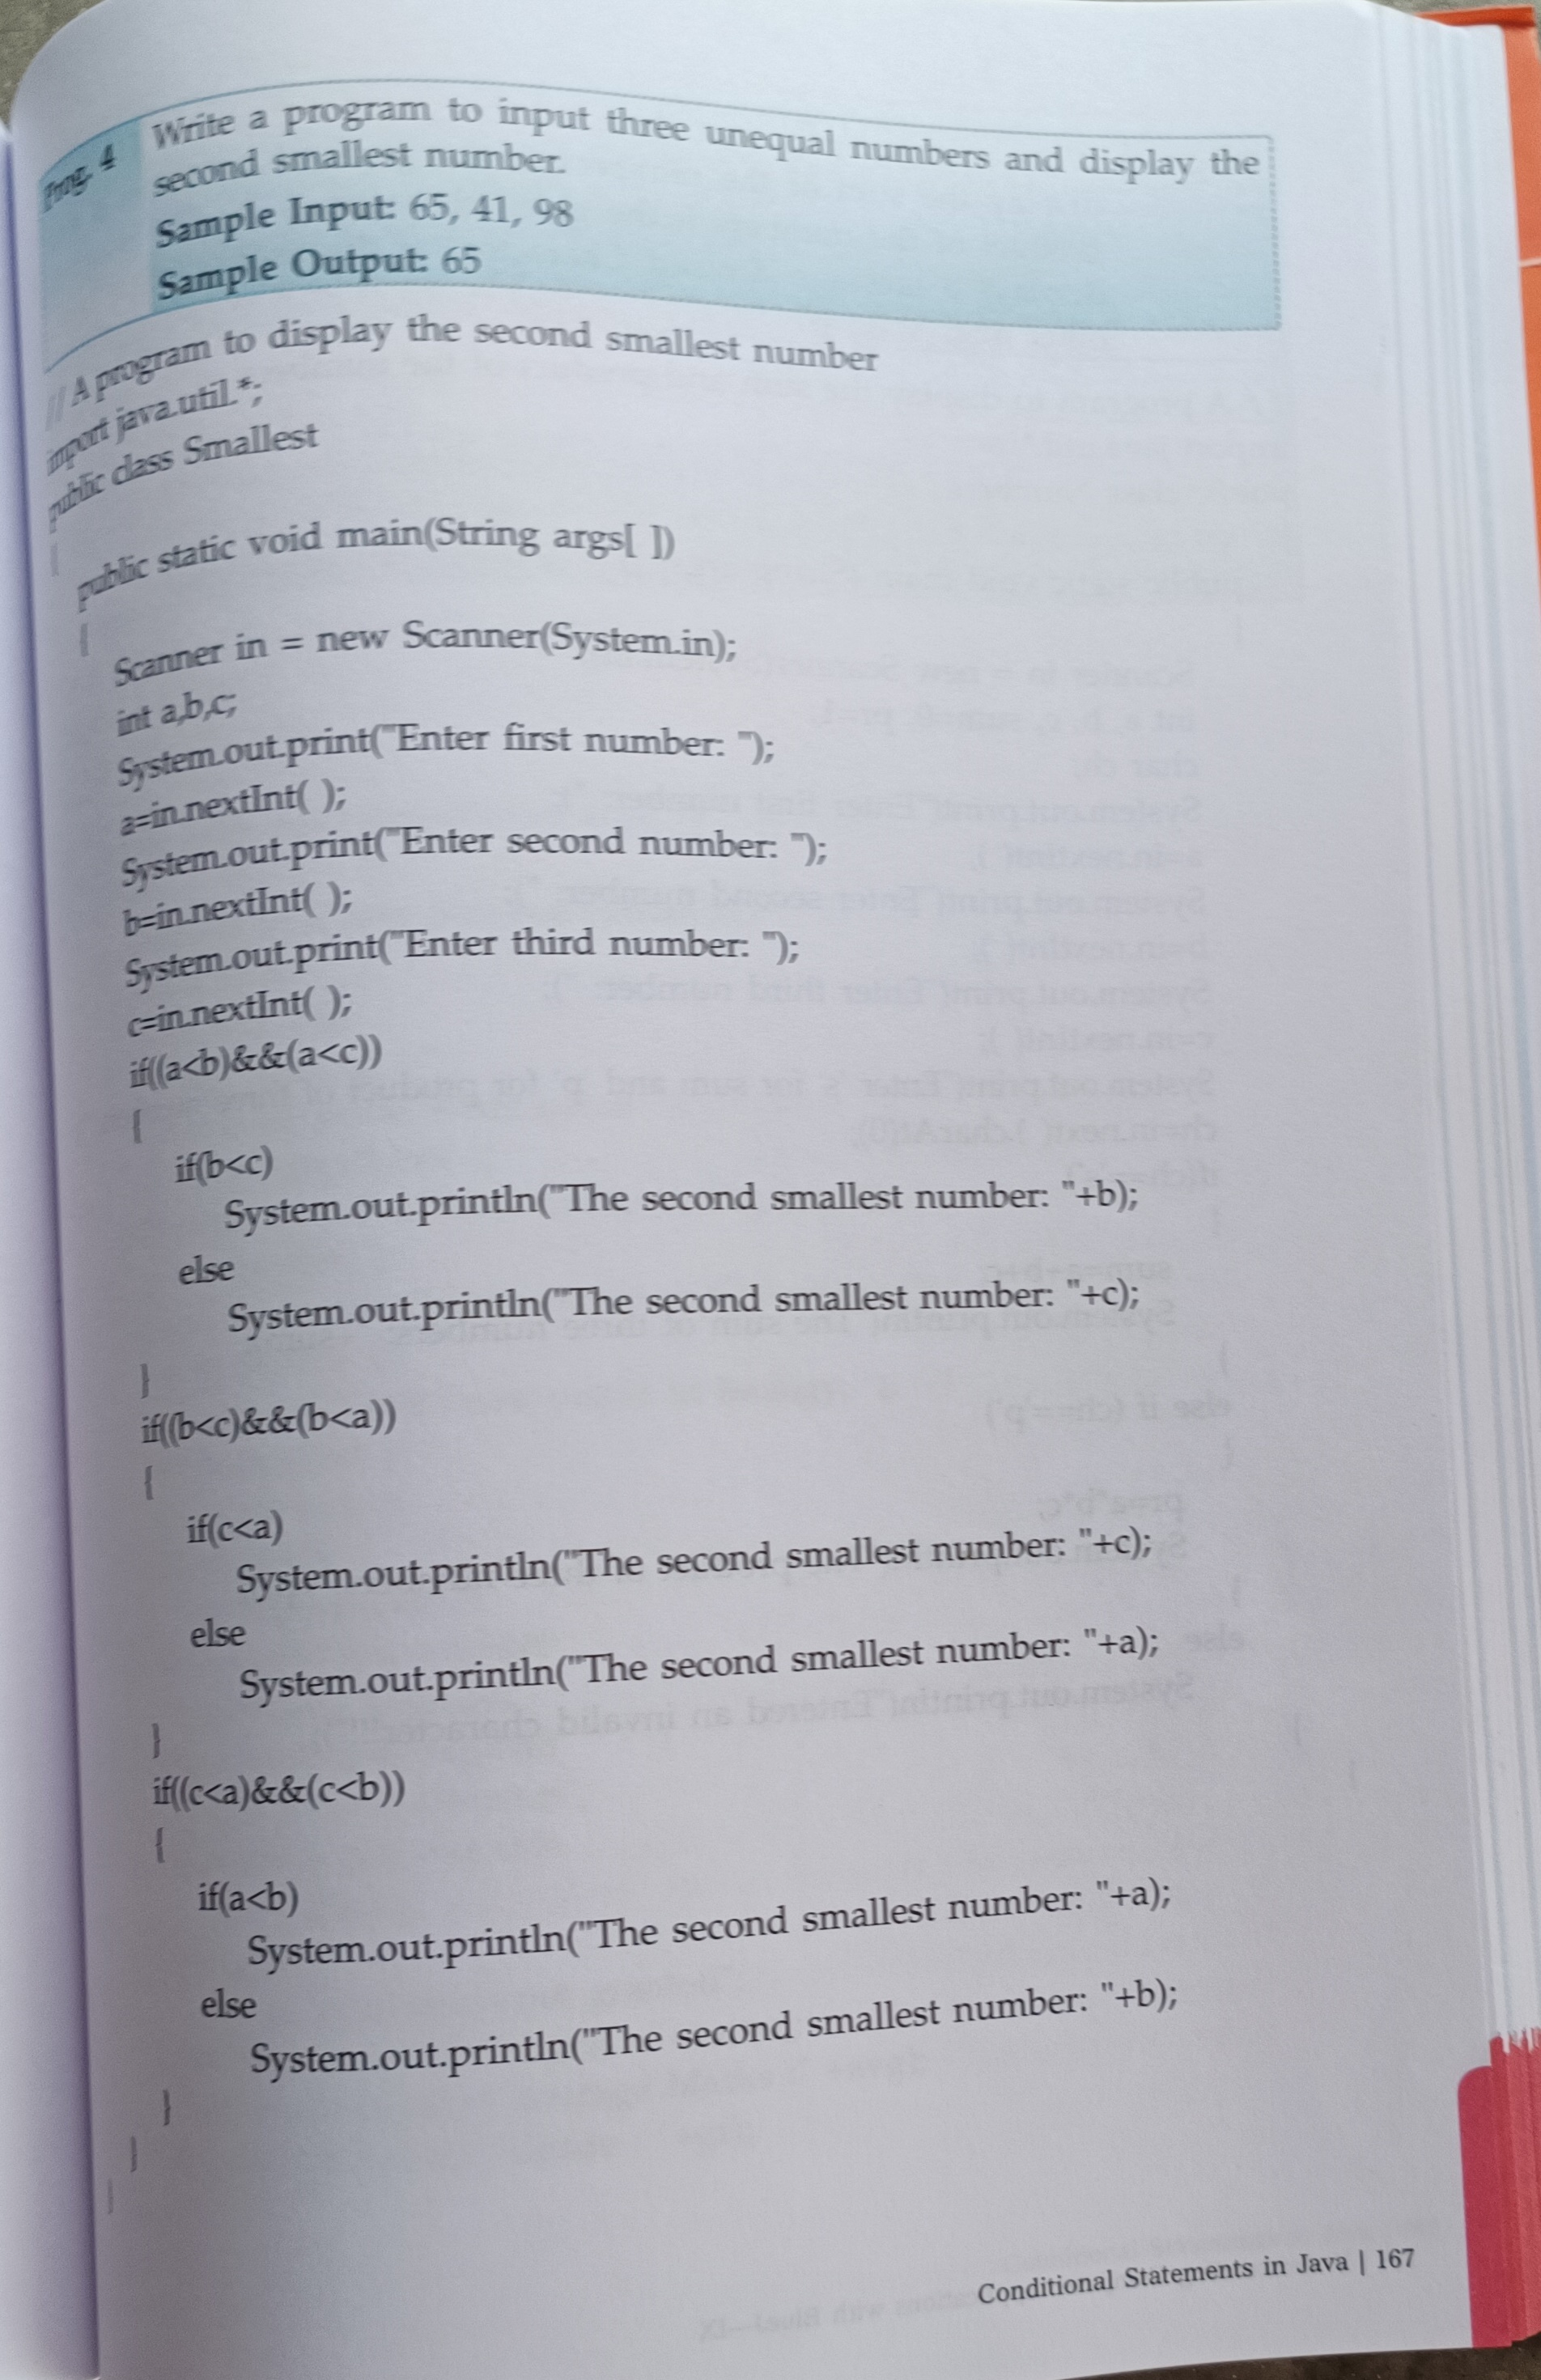 Prog. 4
Write a program to input three unequal numbers and display the
second smallest number.
Sample Input: 65, 41, 98
Sample Output: 65
// A program to display the second smallest number
import java.util.*;
public class Smallest
{
public static void main(String args[ ])
{
Scanner in = new Scanner(System.in);
int a,b,c;
System.out.print("Enter first number: ");
a=in.nextInt( );
System.out.print("Enter second number: ");
b=in.nextInt( );
System.out.print("Enter third number: ");
c=in.nextInt( );
if((a<b)&&(a<c))
{
if(b<c)
System.out.println("The second smallest number: "+b);
else
System.out.println("The second smallest number: "+c);
}
if((b<c)&&(b<a))
{
if(c<a)
System.out.println("The second smallest number: "+c);
else
System.out.println("The second smallest number: "+a);
}
if((c<a)&&(c<b))
{
if(a<b)
System.out.println("The second smallest number: "+a);
else
System.out.println("The second smallest number: "+b);
}
}
}
Conditional Statements in Java | 167